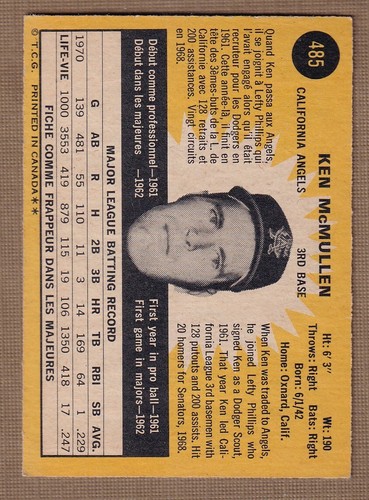 485
KEN McMULLEN
CALIFORNIA ANGELS 3RD BASE
Ht: 6' 3" Wt: 190
Throws: Right Bats: Right
Born: 6/1/42
Home: Oxnard, Calif.
Quand Ken passa aux Angels,
il se joignit à Letty Phillips qui
l'avait engagé alors qu'il était
recruteur pour les Dodgers en
1961. Cette année-là, il fut en
tête des 3èmes-buts de la L. de
Californie avec 128 retraits et
200 assistances. Vingt circuits
en 1968.
When Ken was traded to Angels,
he joined Letty Phillips who
signed Ken as a Dodger Scout,
1961. That year Ken led Cali-
fornia League 3rd basemen with
128 putouts and 200 assists. Hit
20 homers for Senators, 1968.
Début comme professionnel—1961
Début dans les majeures —1962
First year in pro ball—1961
First game in majors—1962
MAJOR LEAGUE BATTING RECORD
G AB R H 2B 3B HR TB RBI SB AVG.
1970 139 481 55 110 11 3 14 169 64 1 .229
LIFE-VIE 1000 3553 419 879 115 19 106 1350 418 17 .247
FICHE COMME FRAPPEUR DANS LES MAJEURES
© T.C.G. PRINTED IN CANADA**